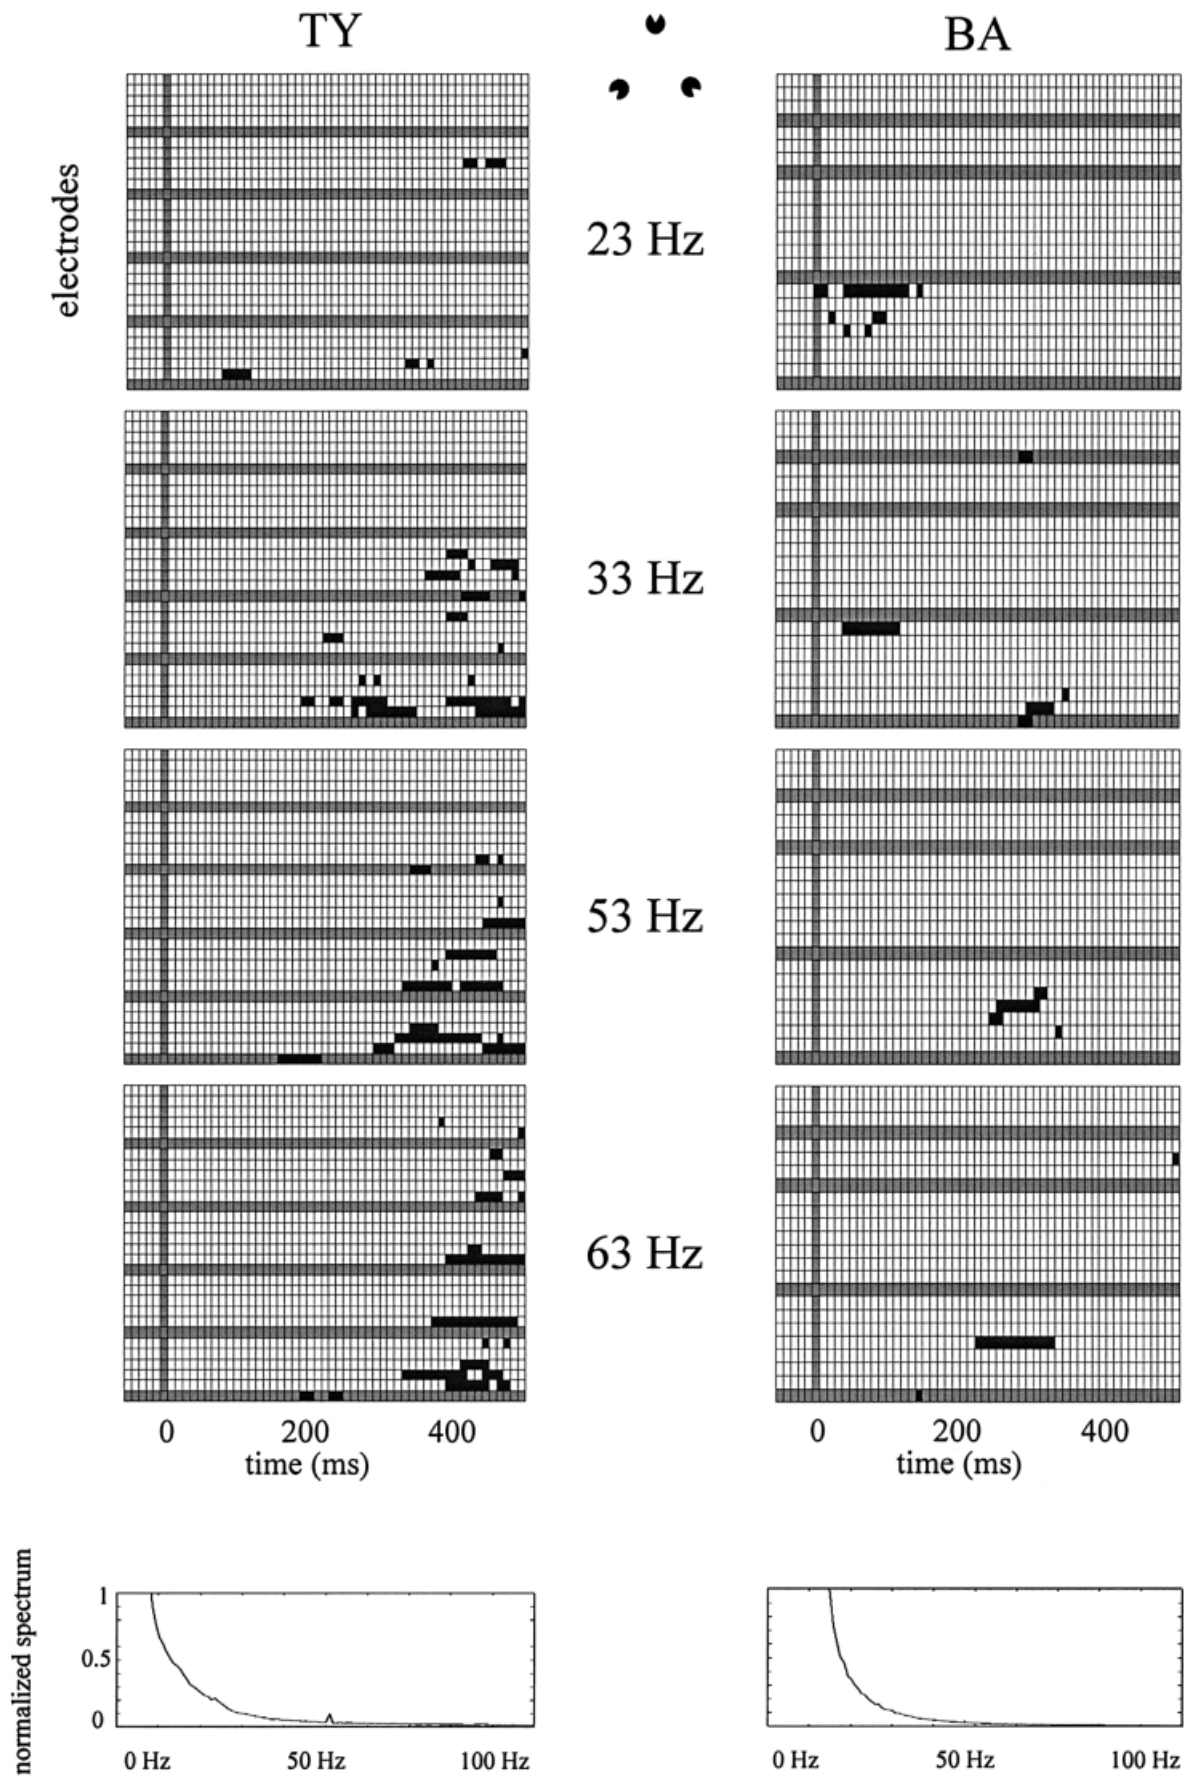 TY
BA
electrodes
23 Hz
33 Hz
53 Hz
63 Hz
0 200 400
time (ms)
0 200 400
time (ms)
normalized spectrum
1
0.5
0
0 Hz 50 Hz 100 Hz
0 Hz 50 Hz 100 Hz